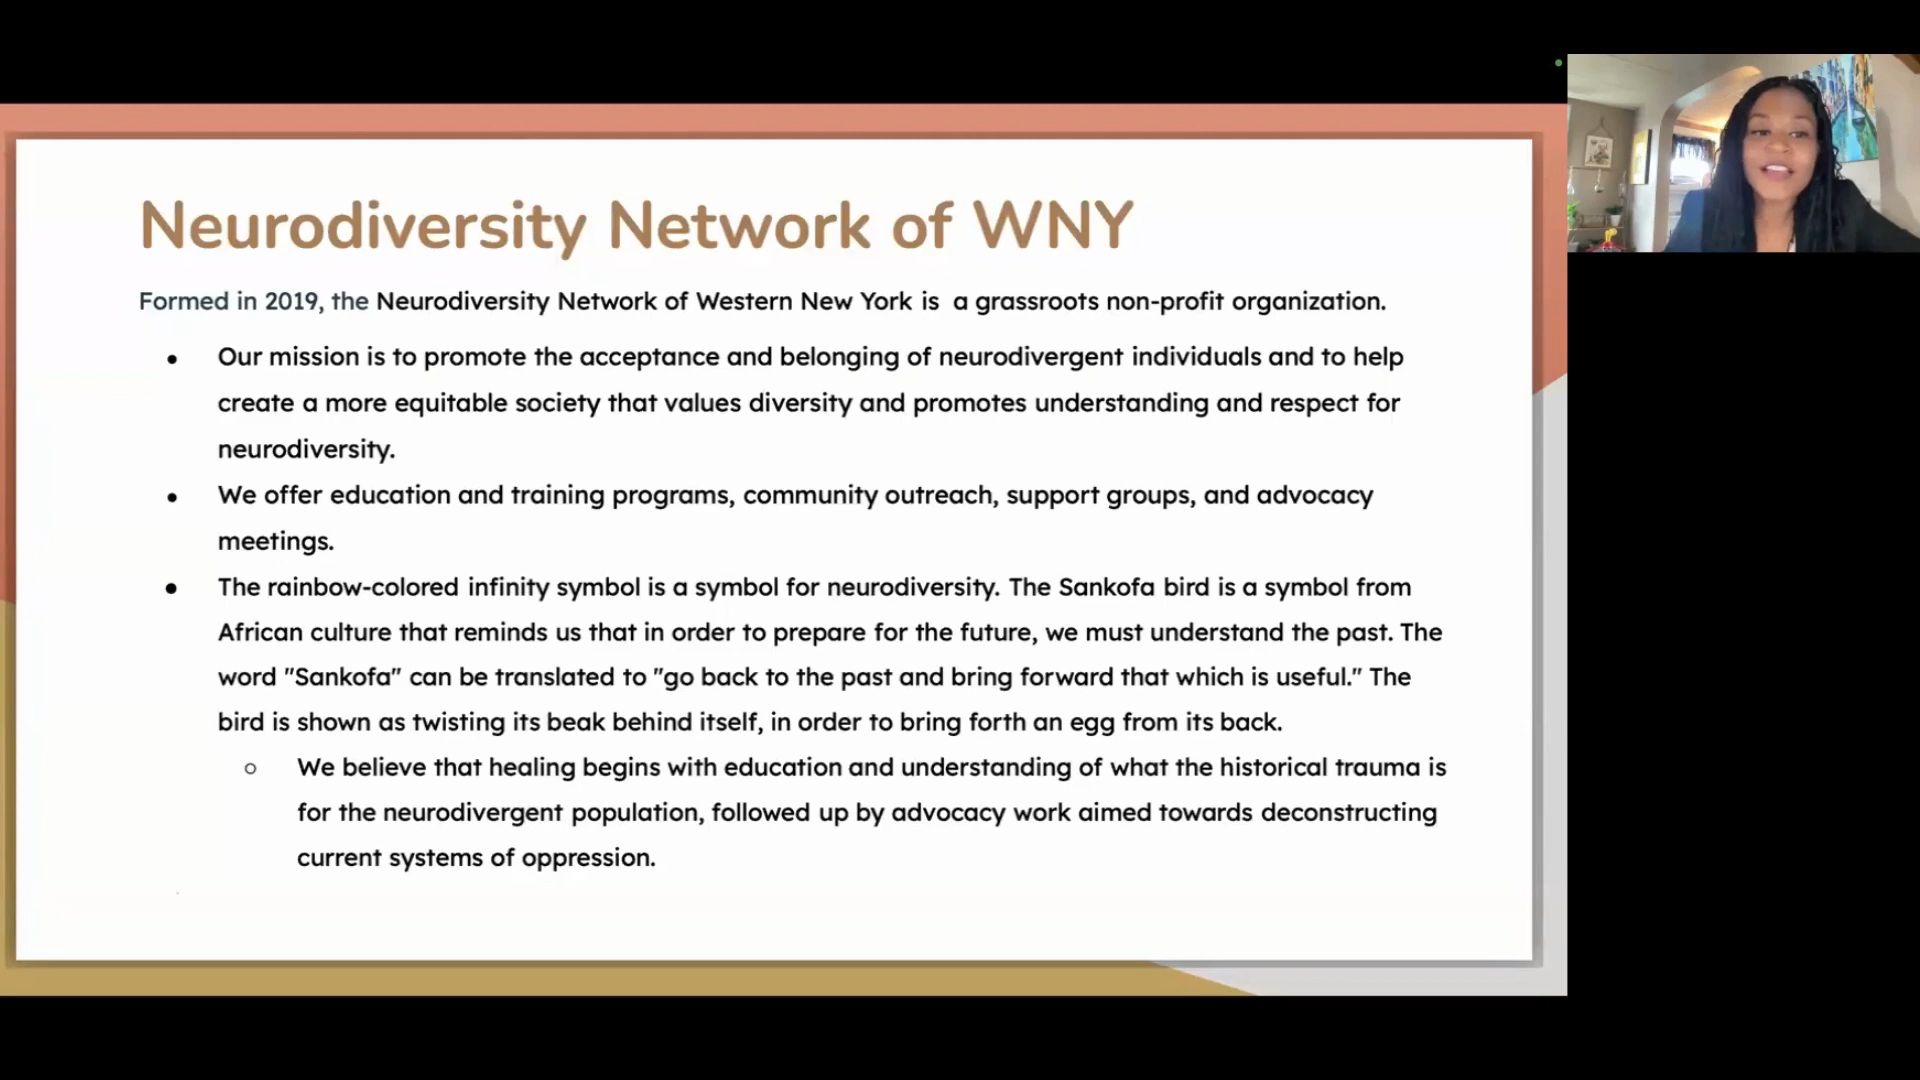 Neurodiversity Network of WNY
Formed in 2019, the Neurodiversity Network of Western New York is a grassroots non-profit organization.
● Our mission is to promote the acceptance and belonging of neurodivergent individuals and to help
create a more equitable society that values diversity and promotes understanding and respect for
neurodiversity.
● We offer education and training programs, community outreach, support groups, and advocacy
meetings.
● The rainbow-colored infinity symbol is a symbol for neurodiversity. The Sankofa bird is a symbol from
African culture that reminds us that in order to prepare for the future, we must understand the past. The
word "Sankofa" can be translated to "go back to the past and bring forward that which is useful." The
bird is shown as twisting its beak behind itself, in order to bring forth an egg from its back.
○ We believe that healing begins with education and understanding of what the historical trauma is
for the neurodivergent population, followed up by advocacy work aimed towards deconstructing
current systems of oppression.